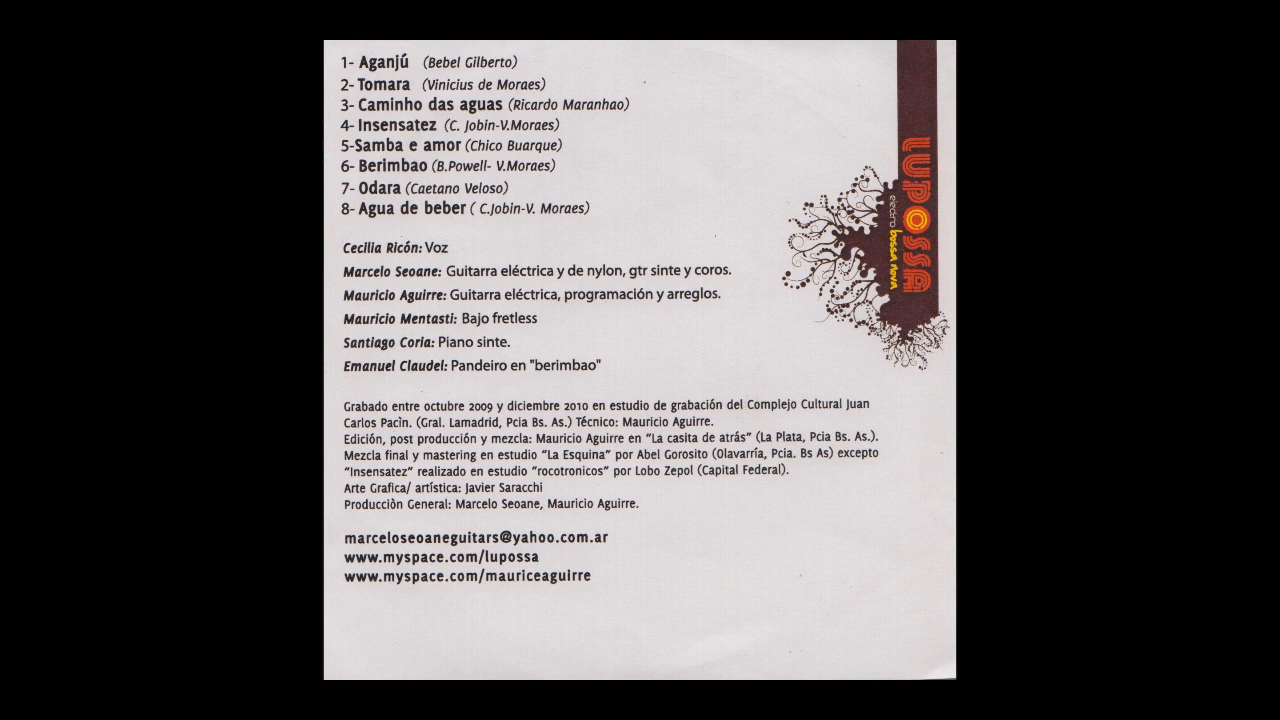 1- Aganjú (Bebel Gilberto)
2- Tomara (Vinicius de Moraes)
3- Caminho das aguas (Ricardo Maranhao)
4- Insensatez (C. Jobin-V.Moraes)
5-Samba e amor (Chico Buarque)
6- Berimbao (B.Powell- V.Moraes)
7- Odara (Caetano Veloso)
8- Agua de beber ( C.Jobin-V. Moraes)
Cecilia Ricón: Voz
Marcelo Seoane: Guitarra eléctrica y de nylon, gtr sinte y coros.
Mauricio Aguirre: Guitarra eléctrica, programación y arreglos.
Mauricio Mentasti: Bajo fretless
Santiago Coria: Piano sinte.
Emanuel Claudel: Pandeiro en "berimbao"
Grabado entre octubre 2009 y diciembre 2010 en estudio de grabación del Complejo Cultural Juan
Carlos Pacìn. (Gral. Lamadrid, Pcia Bs. As.) Técnico: Mauricio Aguirre.
Edición, post producción y mezcla: Mauricio Aguirre en “La casita de atrás” (La Plata, Pcia Bs. As.).
Mezcla final y mastering en estudio “La Esquina” por Abel Gorosito (Olavarría, Pcia. Bs As) excepto
“Insensatez” realizado en estudio “rocotronicos” por Lobo Zepol (Capital Federal).
Arte Grafica/ artística: Javier Saracchi
Producciòn General: Marcelo Seoane, Mauricio Aguirre.
marceloseoaneguitars@yahoo.com.ar
www.myspace.com/lupossa
www.myspace.com/mauriceaguirre
LUPOSSA
electro bossa nova